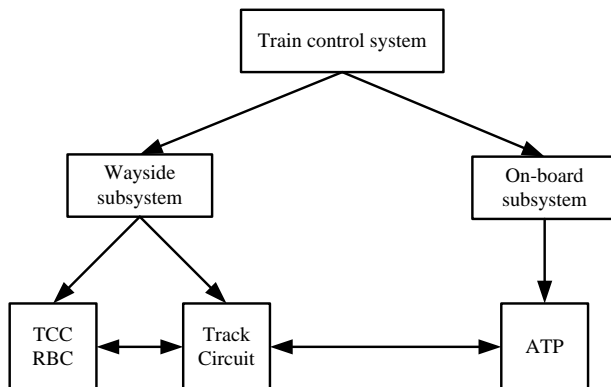 Train control system
Wayside
subsystem
On-board
subsystem
TCC
RBC
Track
Circuit
ATP